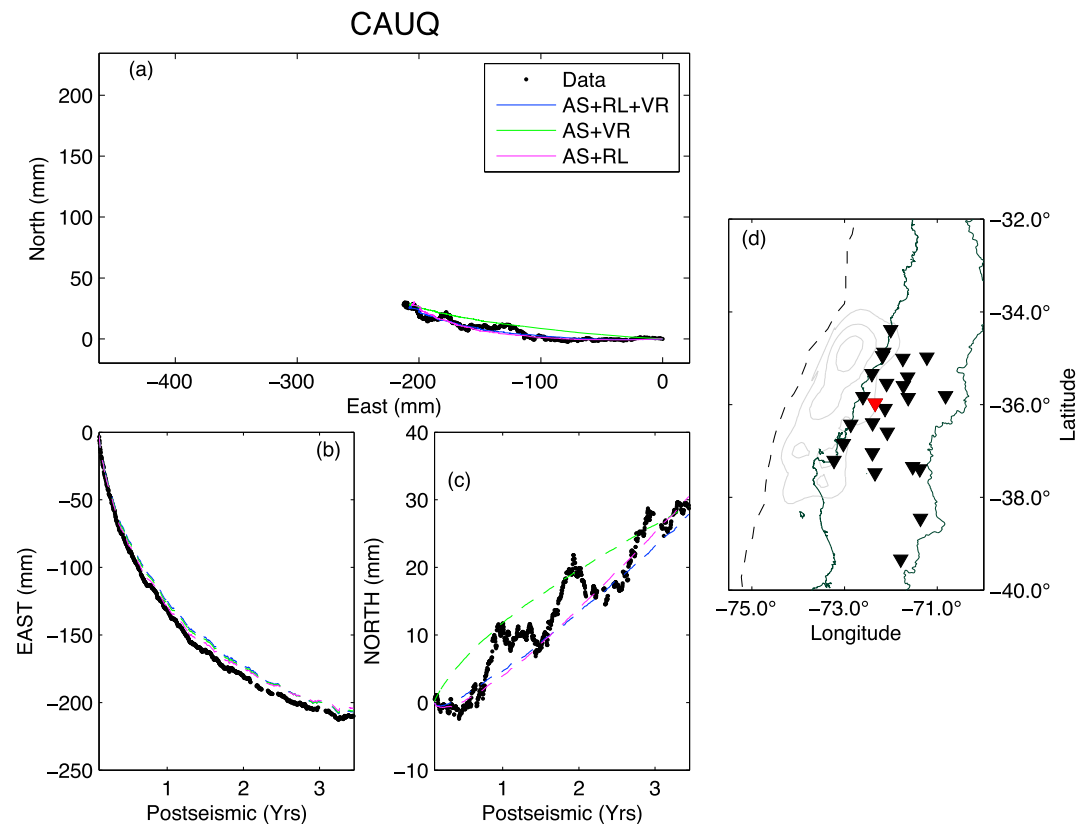 CAUQ
(a)
Data
AS+RL+VR
AS+VR
AS+RL
200
150
100
50
0
North (mm)
−400
−300
−200
−100
0
East (mm)
(b)
0
−50
−100
−150
−200
−250
EAST (mm)
1
2
3
Postseismic (Yrs)
(c)
40
30
20
10
0
−10
NORTH (mm)
1
2
3
Postseismic (Yrs)
(d)
−32.0°
−34.0°
−36.0°
−38.0°
−40.0°
Latitude
−75.0°
−73.0°
−71.0°
Longitude